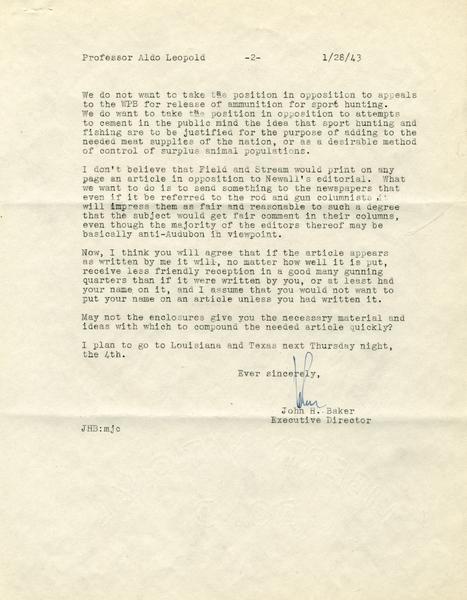 Professor Aldo Leopold -2- 1/28/43
We do not want to take the position in opposition to appeals
to the WPB for release of ammunition for sport hunting.
We do want to take the position in opposition to attempts
to cement in the public mind the idea that sport hunting and
fishing are to be justified for the purpose of adding to the
needed meat supplies of the nation, or as a desirable method
of control of surplus animal populations.
I don't believe that Field and Stream would print on any
page an article in opposition to Newall's editorial. What
we want to do is to send something to the newspapers that
even if it be referred to the rod and gun columnists it
will impress them as fair and reasonable to such a degree
that the subject would get fair comment in their columns,
even though the majority of the editors thereof may be
basically anti-Audubon in viewpoint.
Now, I think you will agree that if the article appears
as written by me it will, no matter how well it is put,
receive less friendly reception in a good many gunning
quarters than if it were written by you, or at least had
your name on it, and I assume that you would not want to
put your name on an article unless you had written it.
May not the enclosures give you the necessary material and
ideas with which to compound the needed article quickly?
I plan to go to Louisiana and Texas next Thursday night,
the 4th.
Ever sincerely,
John
John H. Baker
Executive Director
JHB:mjc